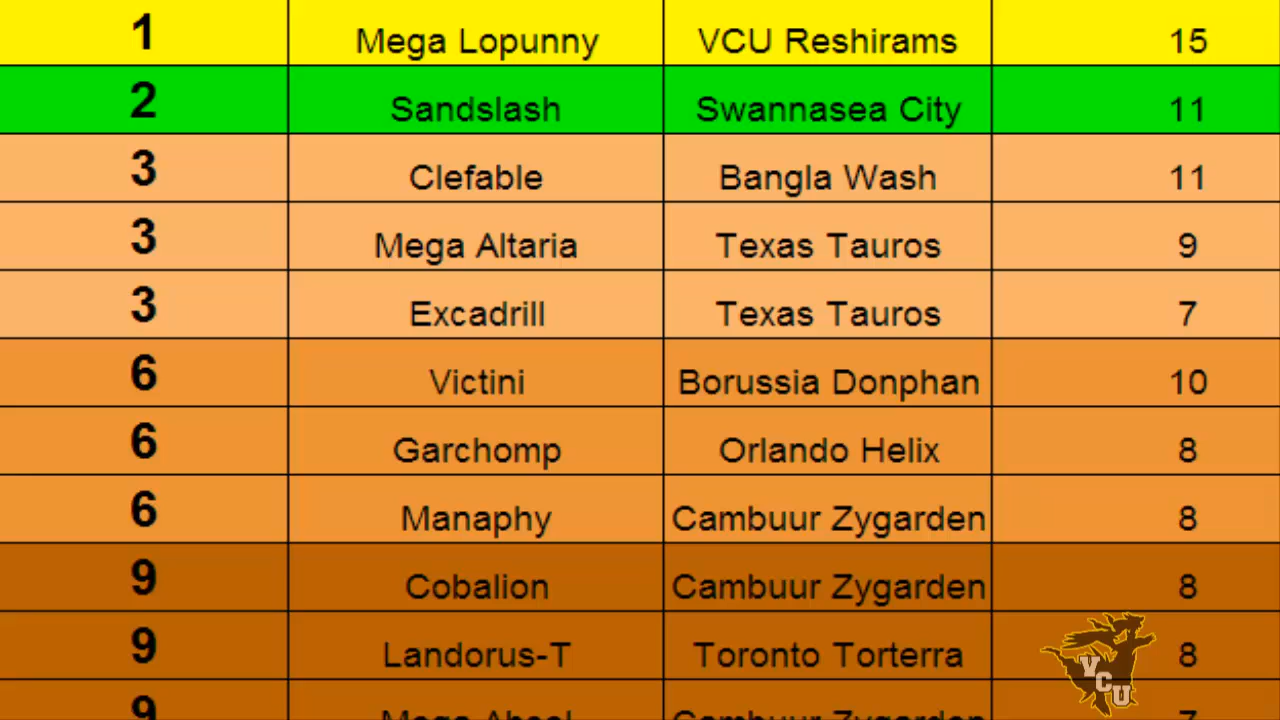 1 Mega Lopunny VCU Reshirams 15
2 Sandslash Swannasea City 11
3 Clefable Bangla Wash 11
3 Mega Altaria Texas Tauros 9
3 Excadrill Texas Tauros 7
6 Victini Borussia Donphan 10
6 Garchomp Orlando Helix 8
6 Manaphy Cambuur Zygarden 8
9 Cobalion Cambuur Zygarden 8
9 Landorus-T Toronto Torterra 8
9 Mega Absol Cambuur Zygarden 7
VCU